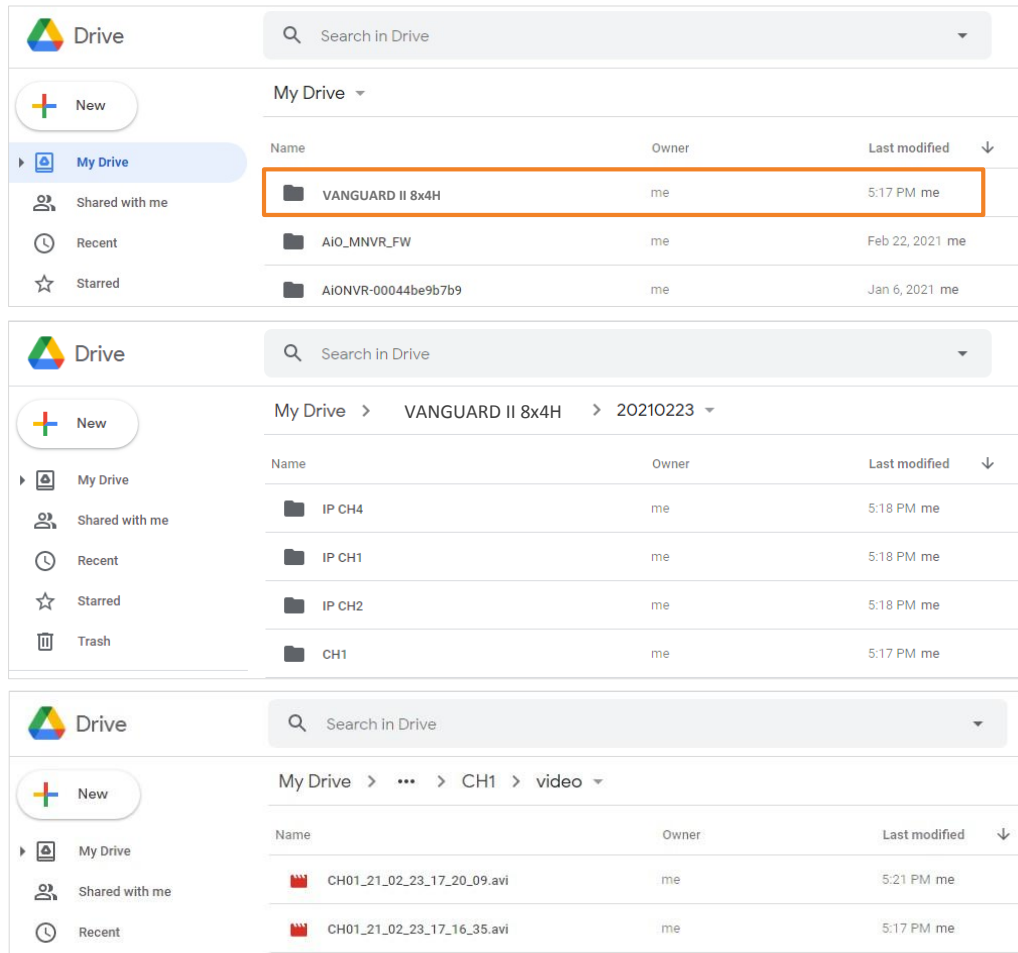 Drive Search in Drive
New My Drive
Name Owner Last modified
My Drive VANGUARD II 8x4H me 5:17 PM me
Shared with me
Recent AiO_MNVR_FW me Feb 22, 2021 me
Starred AiONVR-00044be9b7b9 me Jan 6, 2021 me
Drive Search in Drive
New My Drive > VANGUARD II 8x4H > 20210223
Name Owner Last modified
My Drive
Shared with me IP CH4 me 5:18 PM me
Recent IP CH1 me 5:18 PM me
Starred IP CH2 me 5:18 PM me
Trash CH1 me 5:17 PM me
Drive Search in Drive
New My Drive > ••• > CH1 > video
Name Owner Last modified
My Drive
Shared with me CH01_21_02_23_17_20_09.avi me 5:21 PM me
Recent CH01_21_02_23_17_16_35.avi me 5:17 PM me